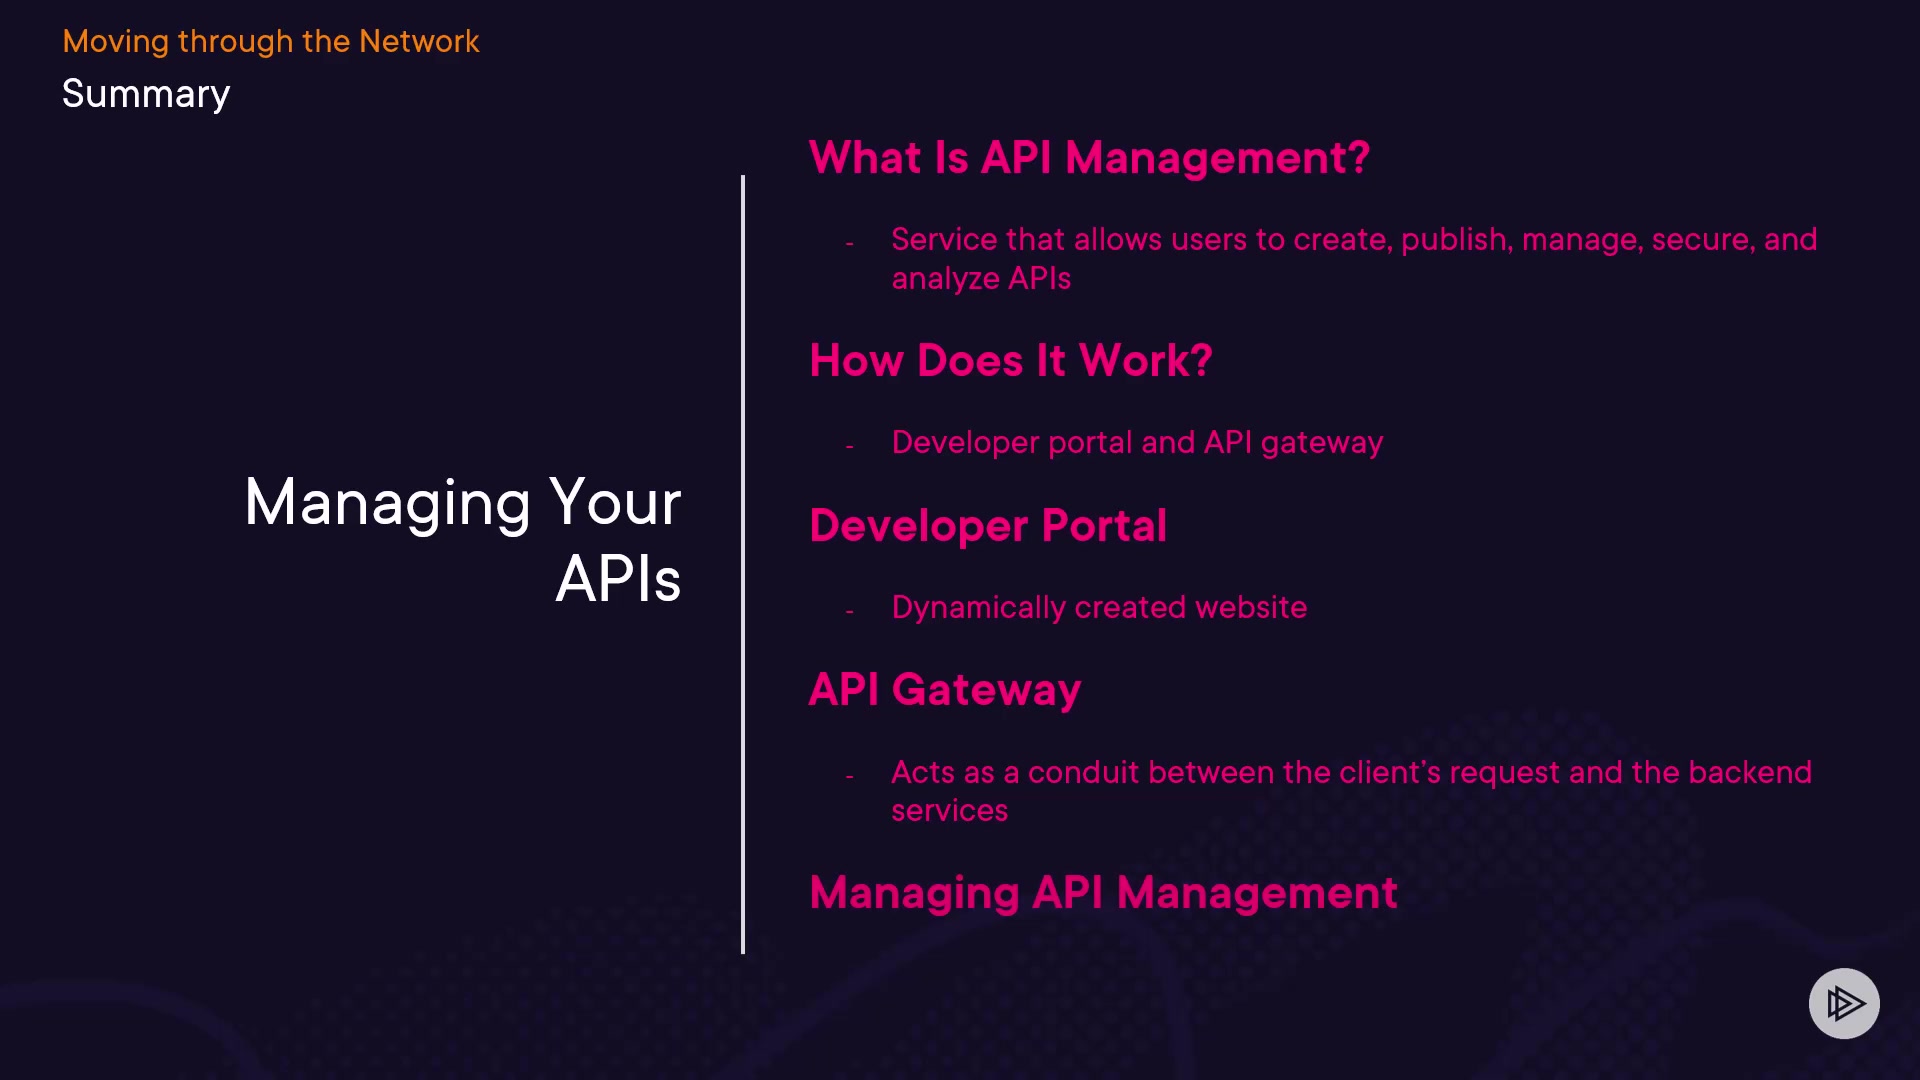 Moving through the Network
Summary
Managing Your
APIs
What Is API Management?
- Service that allows users to create, publish, manage, secure, and
analyze APIs
How Does It Work?
- Developer portal and API gateway
Developer Portal
- Dynamically created website
API Gateway
- Acts as a conduit between the client’s request and the backend
services
Managing API Management